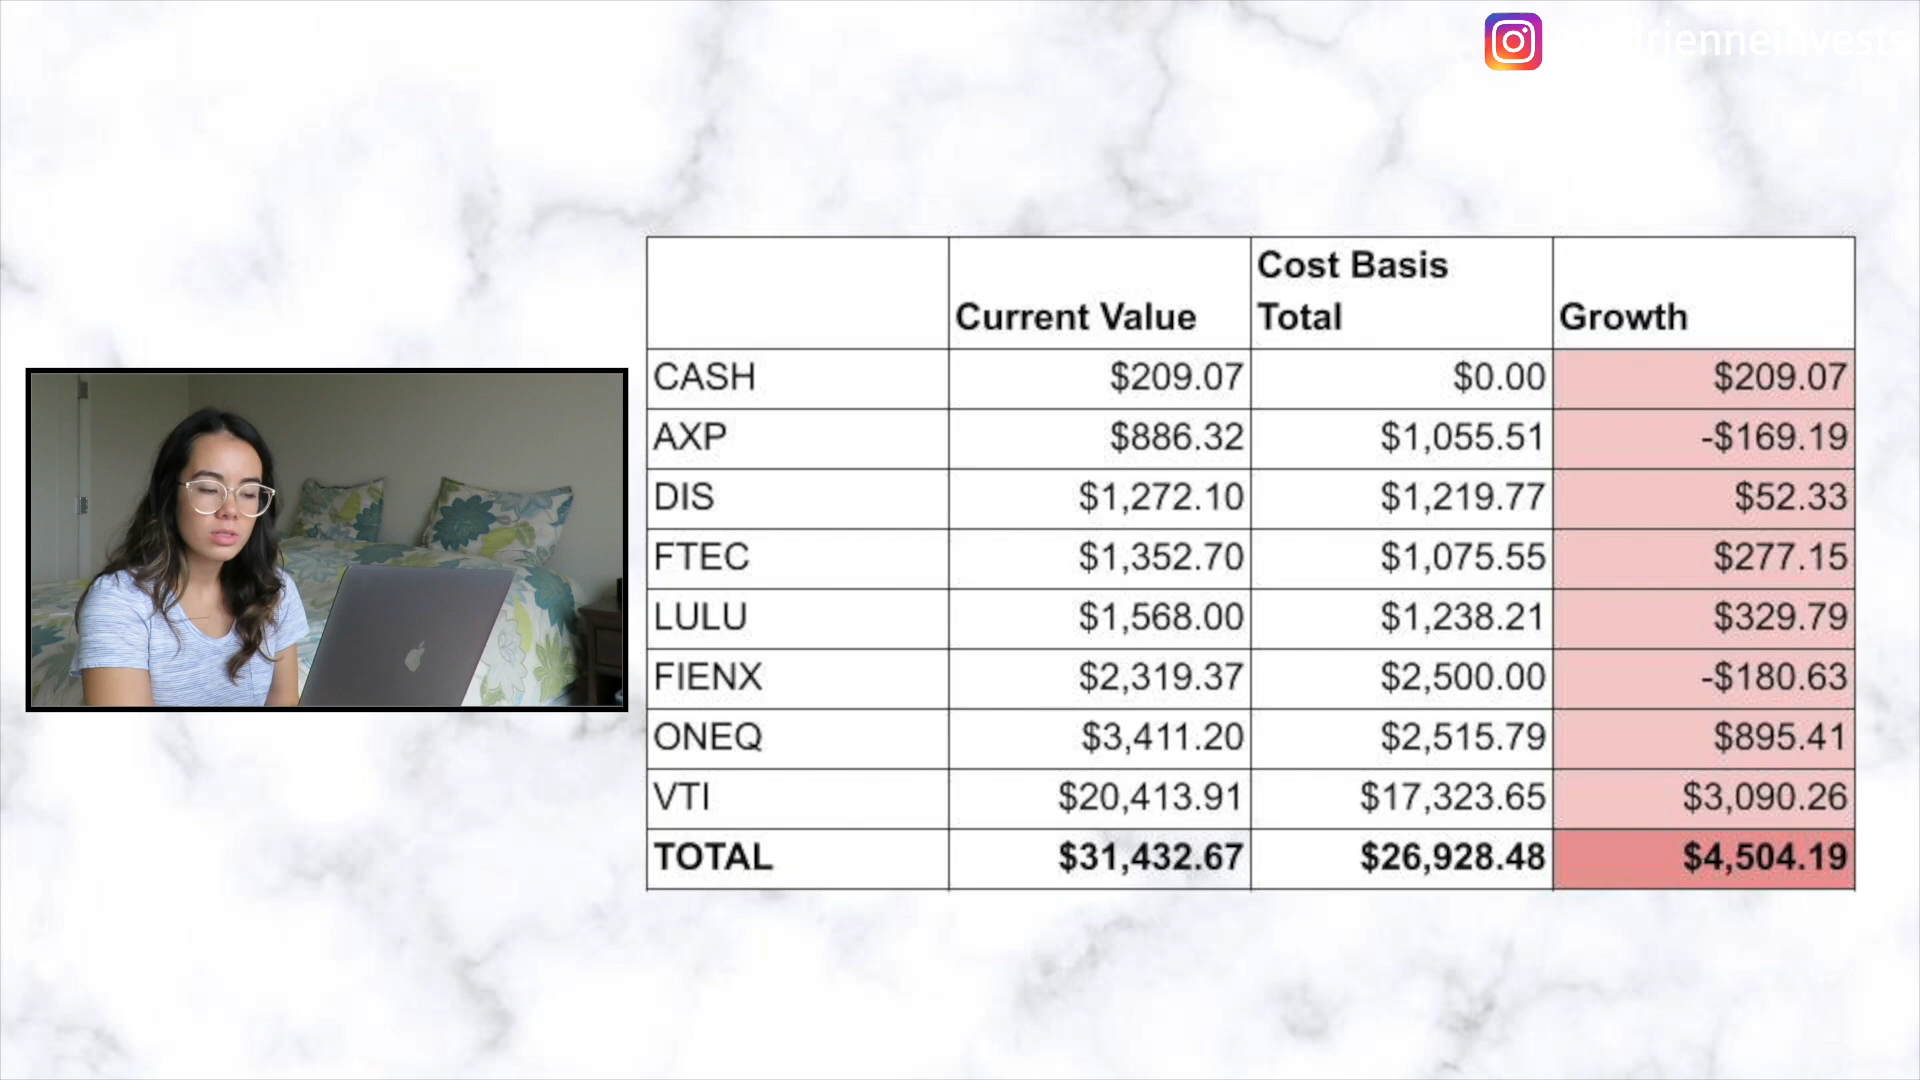 Cost Basis
Current Value Total Growth
CASH $209.07 $0.00 $209.07
AXP $886.32 $1,055.51 -$169.19
DIS $1,272.10 $1,219.77 $52.33
FTEC $1,352.70 $1,075.55 $277.15
LULU $1,568.00 $1,238.21 $329.79
FIENX $2,319.37 $2,500.00 -$180.63
ONEQ $3,411.20 $2,515.79 $895.41
VTI $20,413.91 $17,323.65 $3,090.26
TOTAL $31,432.67 $26,928.48 $4,504.19